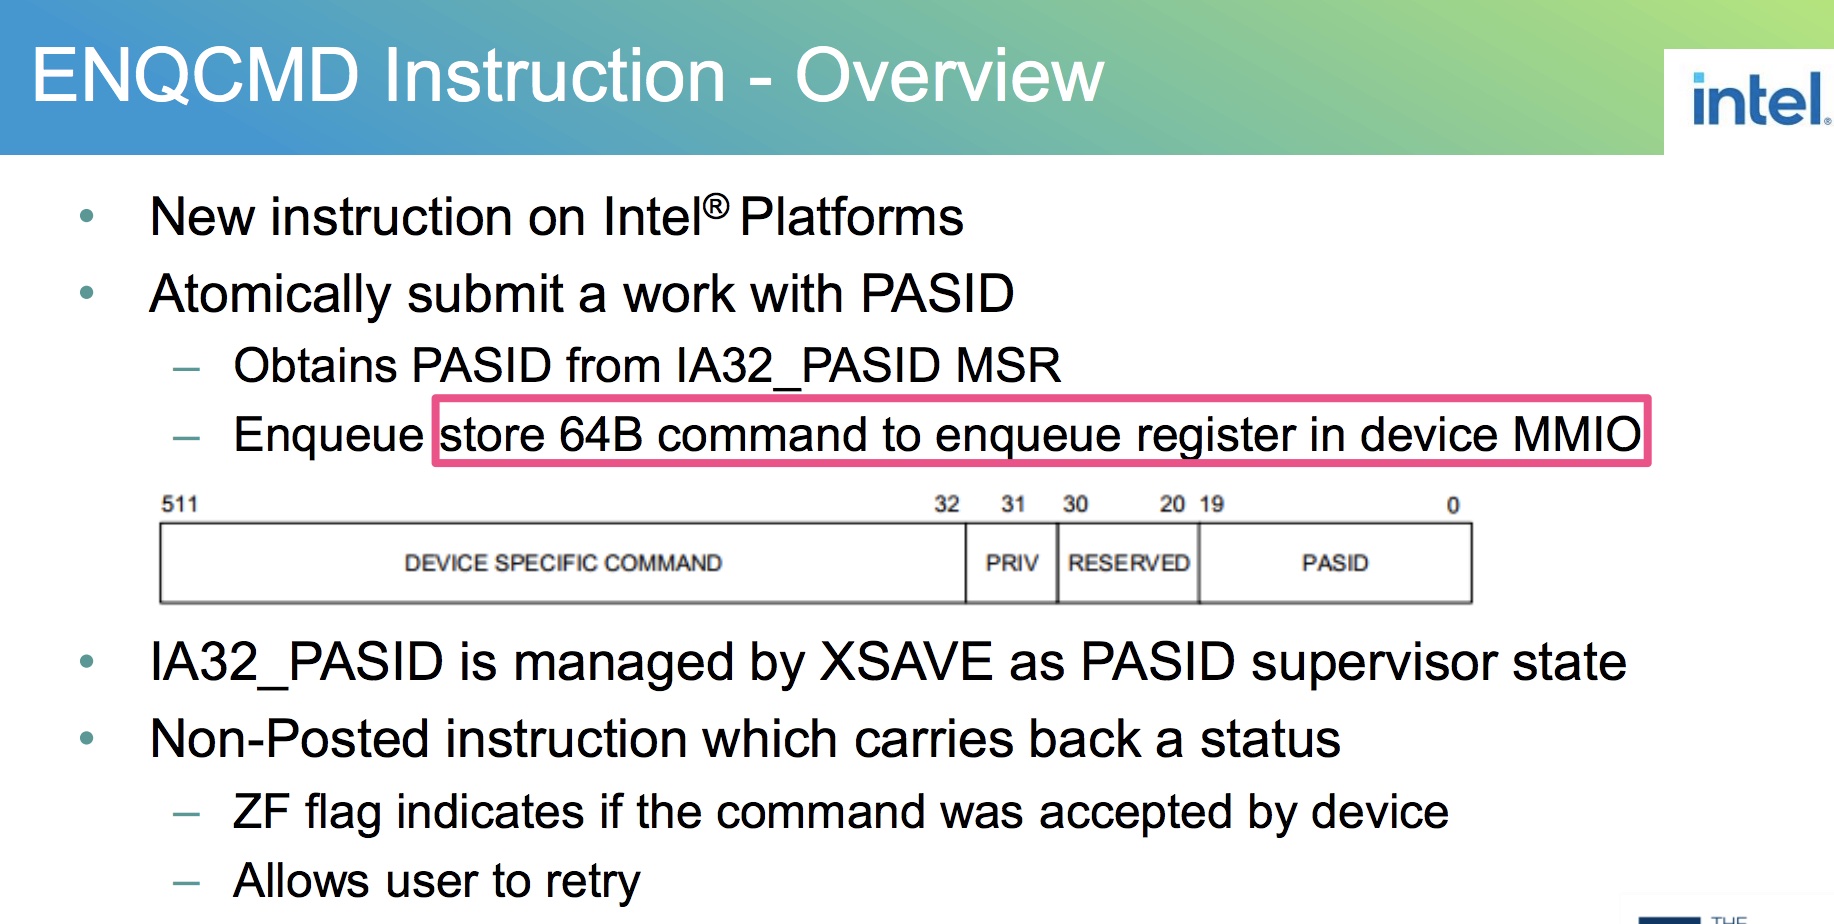 ENQCMD Instruction - Overview
intel®
• New instruction on Intel® Platforms
• Atomically submit a work with PASID
– Obtains PASID from IA32_PASID MSR
– Enqueue store 64B command to enqueue register in device MMIO
511 32 31 30 20 19 0
DEVICE SPECIFIC COMMAND PRIV RESERVED PASID
• IA32_PASID is managed by XSAVE as PASID supervisor state
• Non-Posted instruction which carries back a status
– ZF flag indicates if the command was accepted by device
– Allows user to retry
THE